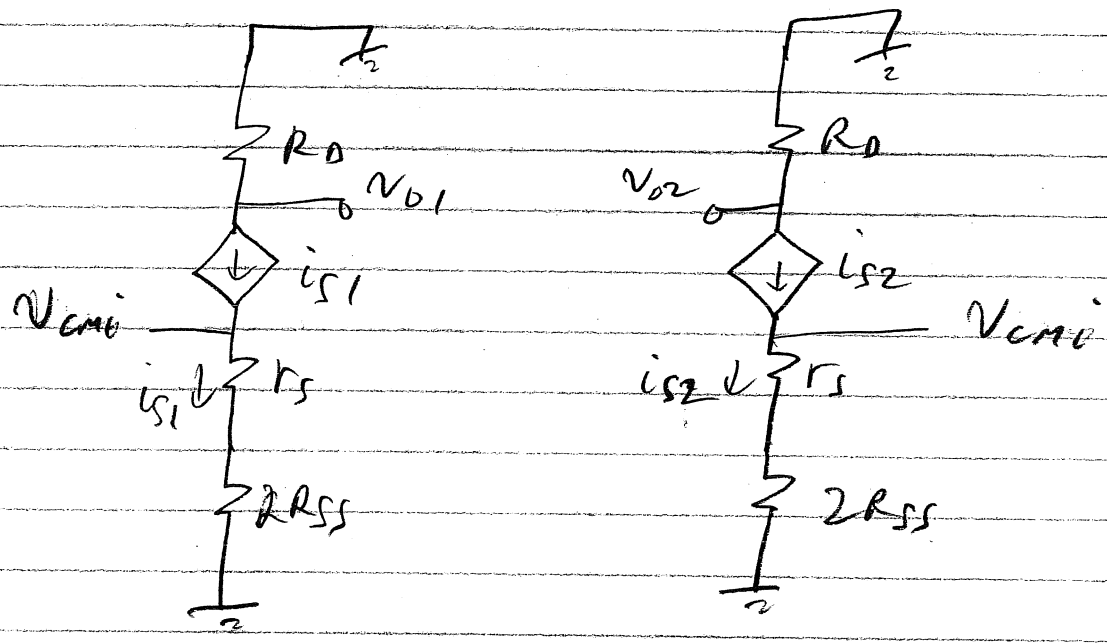 R_D
R_D
v_o1
v_o2
i_s1
i_s2
v_cmi
v_cmi
i_s1 ↓
r_s
i_s2 ↓
r_s
2R_SS
2R_SS